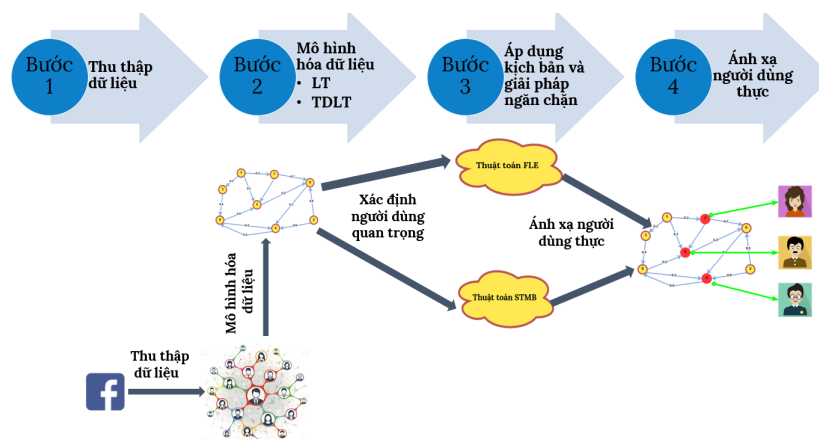 Bước
1
Thu thập
dữ liệu
Bước
2
Mô hình
hóa dữ liệu
• LT
• TDLT
Bước
3
Áp dụng
kịch bản và
giải pháp
ngăn chặn
Bước
4
Ánh xạ
người dùng
thực
Thuật toán FLE
Xác định
người dùng
quan trọng
Ánh xạ người
dùng thực
Thuật toán STMB
Mô hình hóa
dữ liệu
Thu thập
dữ liệu